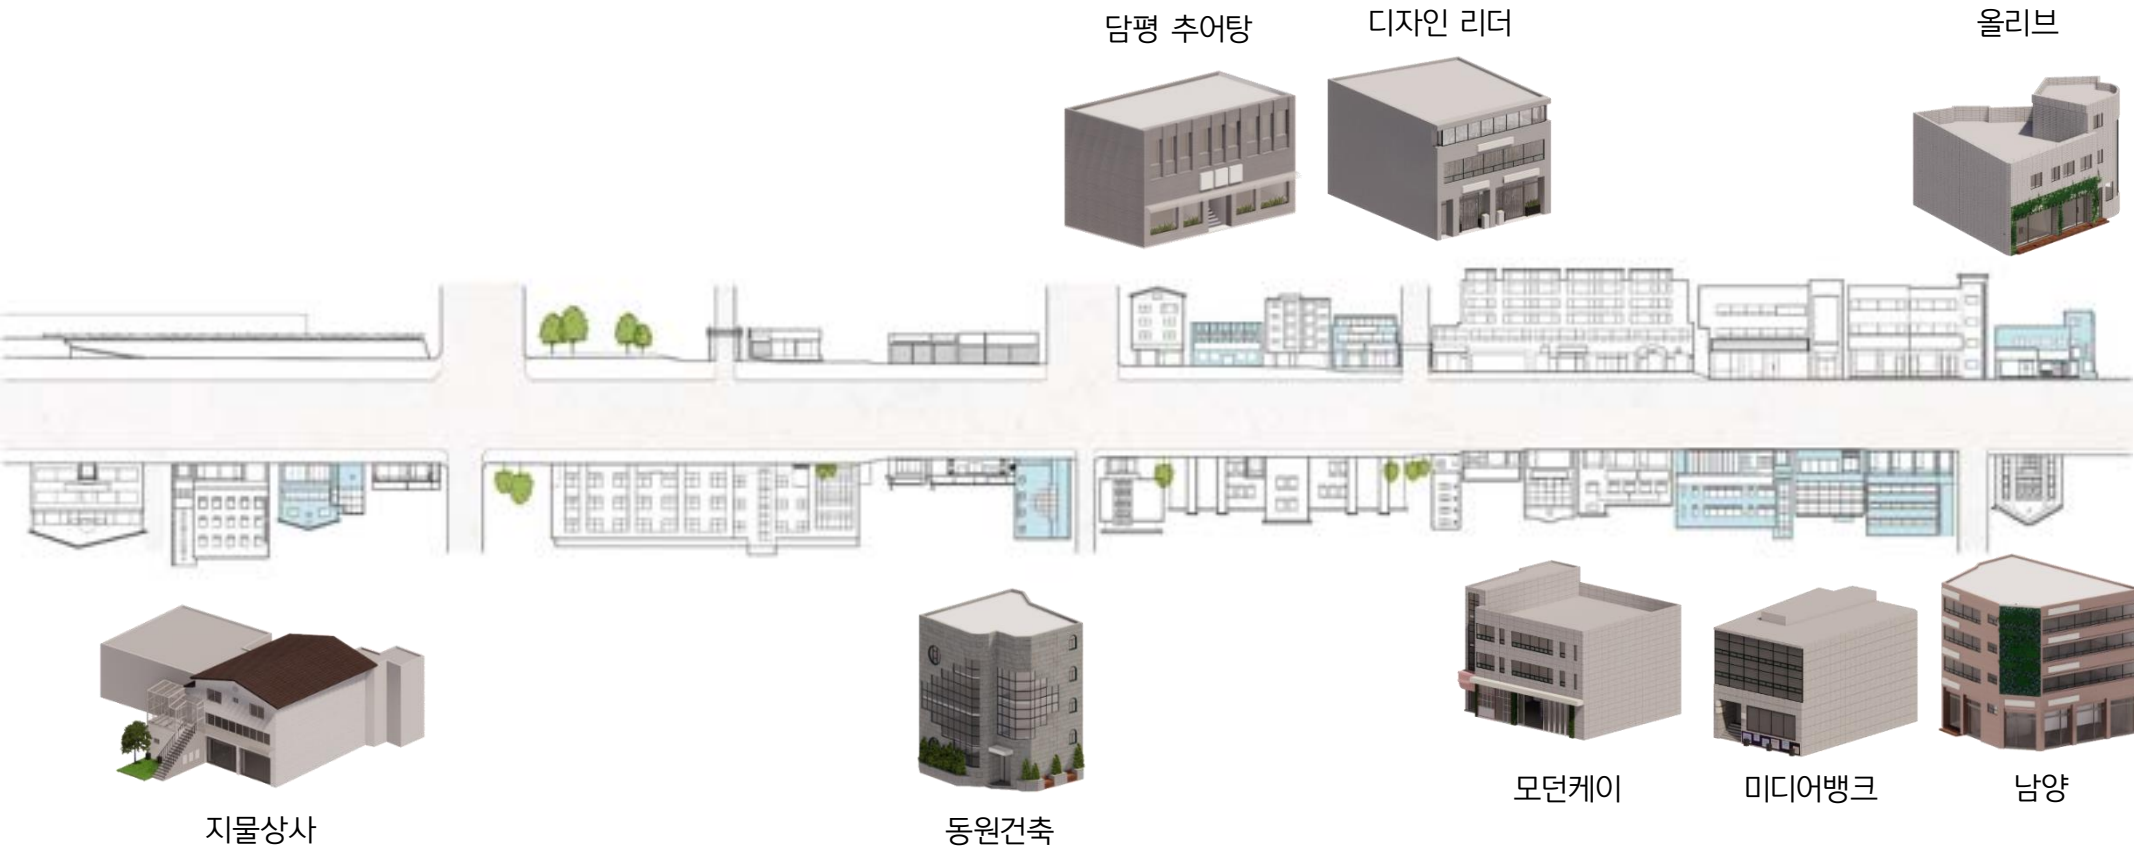 담평 추어탕
디자인 리더
올리브
지물상사
동원건축
모던케이
미디어뱅크
남양